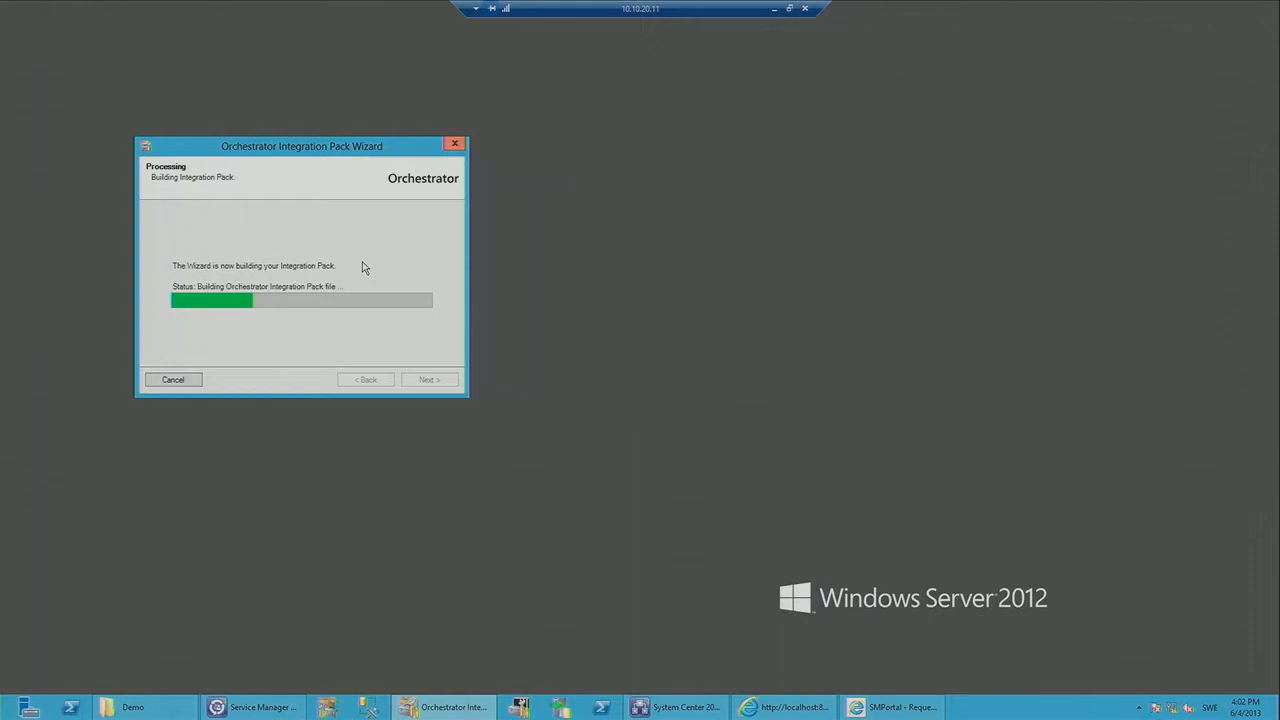 10.10.20.11
Orchestrator Integration Pack Wizard
Processing
Building Integration Pack.
Orchestrator
The Wizard is now building your Integration Pack.
Status: Building Orchestrator Integration Pack file ...
Cancel
< Back
Next >
Windows Server 2012
Demo
Service Manager ...
Orchestrator Inte...
System Center 20...
http://localhost:8...
SMPortal - Reque...
SWE
4:02 PM
6/4/2013